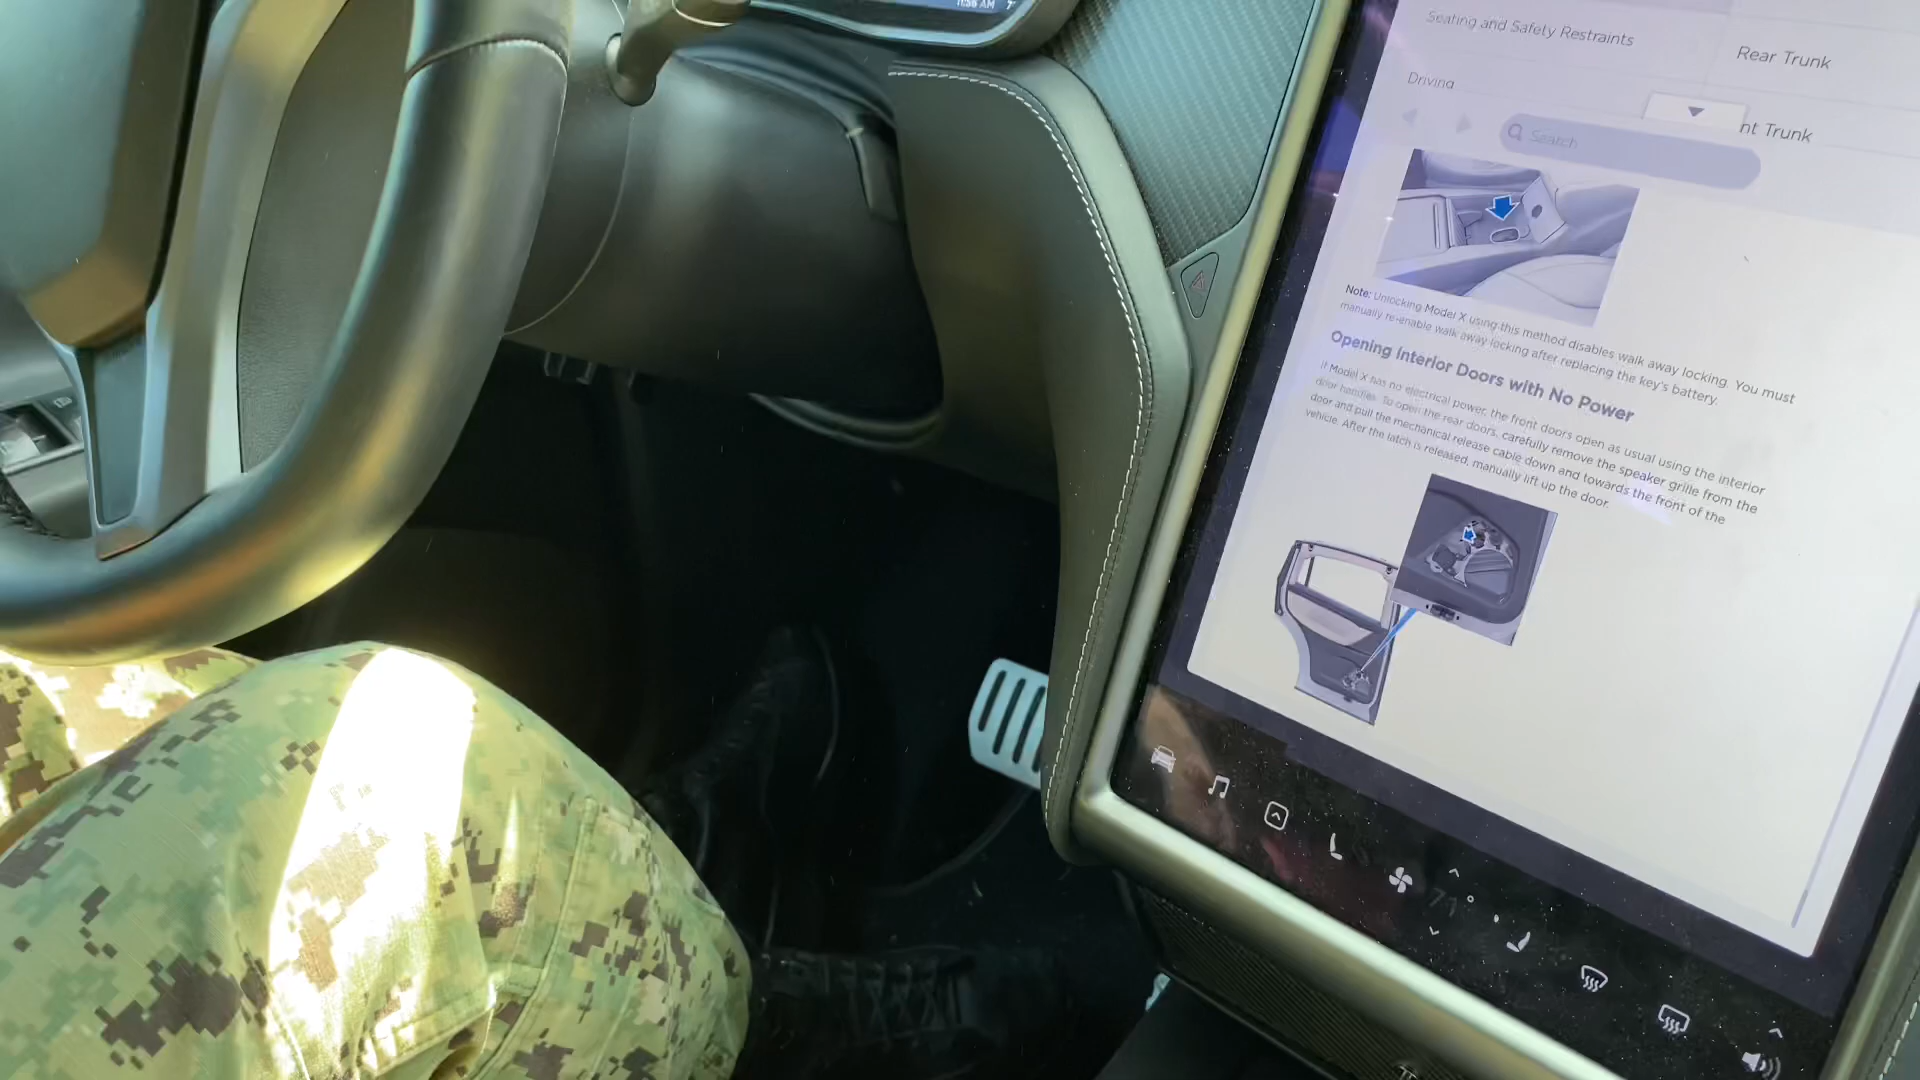 11:56 AM
Seating and Safety Restraints
Rear Trunk
Driving
nt Trunk
Search
Note: Unlocking Model X using this method disables walk away locking. You must
manually re-enable walk away locking after replacing the key's battery.
Opening Interior Doors with No Power
If Model X has no electrical power, the front doors open as usual using the interior
door handles. To open the rear doors, carefully remove the speaker grille from the
door and pull the mechanical release cable down and towards the front of the
vehicle. After the latch is released, manually lift up the door.